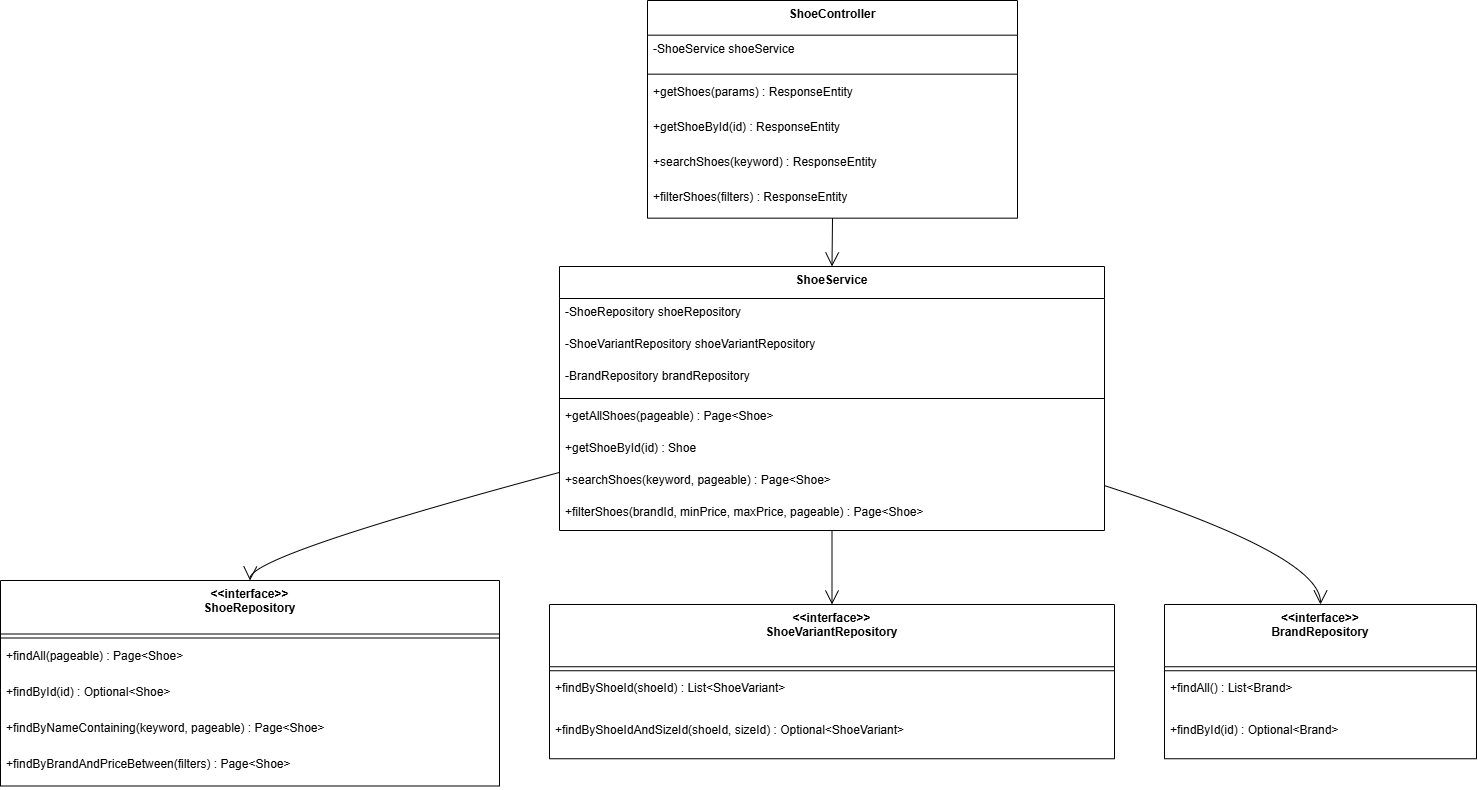 ShoeController
-ShoeService shoeService
+getShoes(params) : ResponseEntity
+getShoeById(id) : ResponseEntity
+searchShoes(keyword) : ResponseEntity
+filterShoes(filters) : ResponseEntity
ShoeService
-ShoeRepository shoeRepository
-ShoeVariantRepository shoeVariantRepository
-BrandRepository brandRepository
+getAllShoes(pageable) : Page<Shoe>
+getShoeById(id) : Shoe
+searchShoes(keyword, pageable) : Page<Shoe>
+filterShoes(brandId, minPrice, maxPrice, pageable) : Page<Shoe>
<<interface>>
ShoeRepository
+findAll(pageable) : Page<Shoe>
+findById(id) : Optional<Shoe>
+findByNameContaining(keyword, pageable) : Page<Shoe>
+findByBrandAndPriceBetween(filters) : Page<Shoe>
<<interface>>
ShoeVariantRepository
+findByShoeId(shoeId) : List<ShoeVariant>
+findByShoeIdAndSizeId(shoeId, sizeId) : Optional<ShoeVariant>
<<interface>>
BrandRepository
+findAll() : List<Brand>
+findById(id) : Optional<Brand>